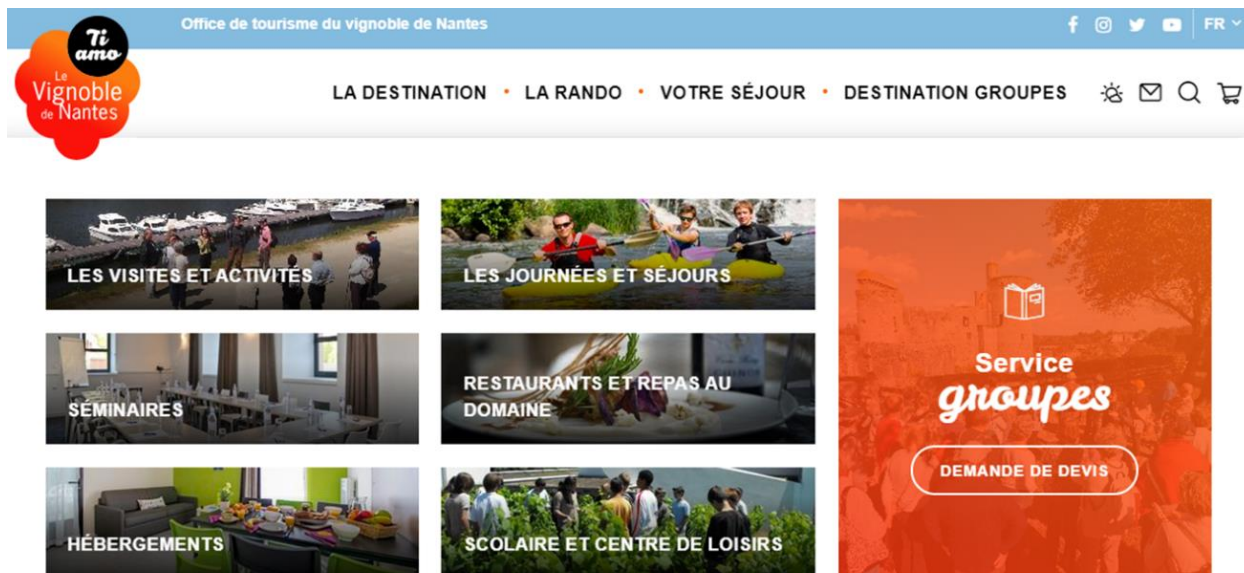 Office de tourisme du vignoble de Nantes
FR
Ti
amo
Le
Vignoble
de Nantes
LA DESTINATION • LA RANDO • VOTRE SÉJOUR • DESTINATION GROUPES
LES VISITES ET ACTIVITÉS
LES JOURNÉES ET SÉJOURS
SÉMINAIRES
RESTAURANTS ET REPAS AU
DOMAINE
HÉBERGEMENTS
SCOLAIRE ET CENTRE DE LOISIRS
Service
groupes
DEMANDE DE DEVIS